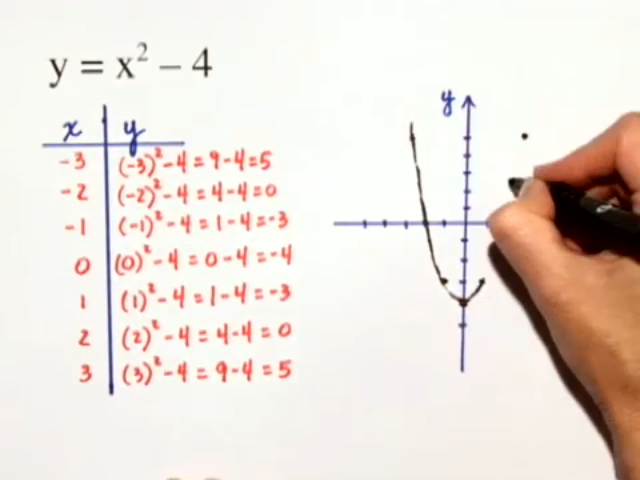 y = x² – 4
x y
-3 (-3)² - 4 = 9 - 4 = 5
-2 (-2)² - 4 = 4 - 4 = 0
-1 (-1)² - 4 = 1 - 4 = -3
0 (0)² - 4 = 0 - 4 = -4
1 (1)² - 4 = 1 - 4 = -3
2 (2)² - 4 = 4 - 4 = 0
3 (3)² - 4 = 9 - 4 = 5
y